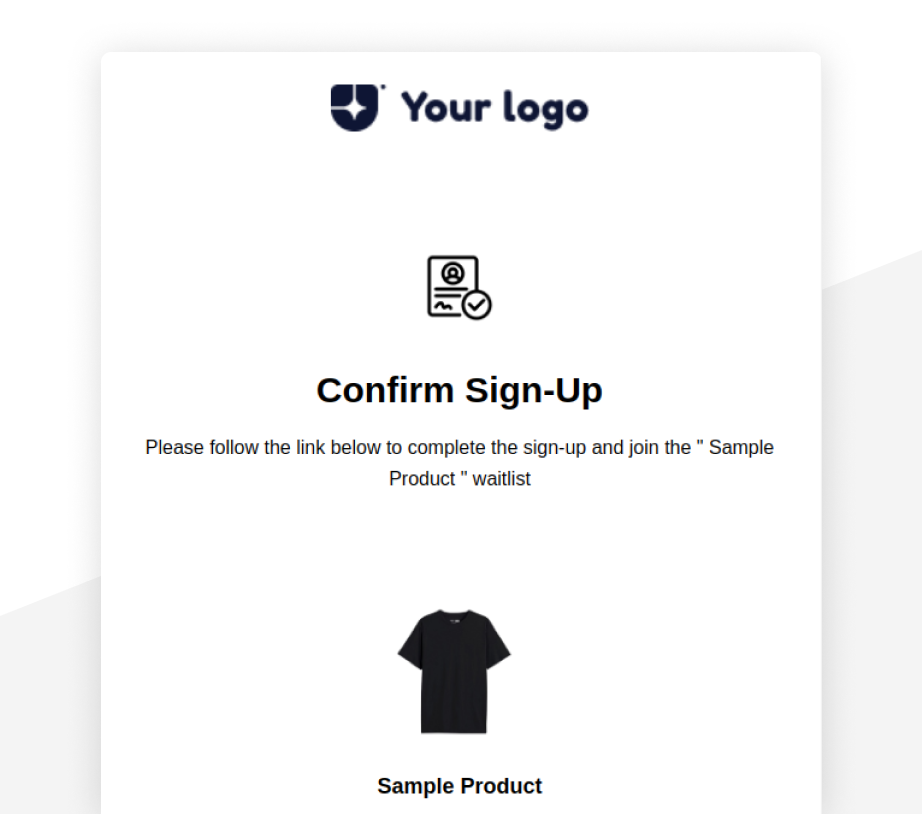 Your logo
Confirm Sign-Up
Please follow the link below to complete the sign-up and join the " Sample
Product " waitlist
Sample Product